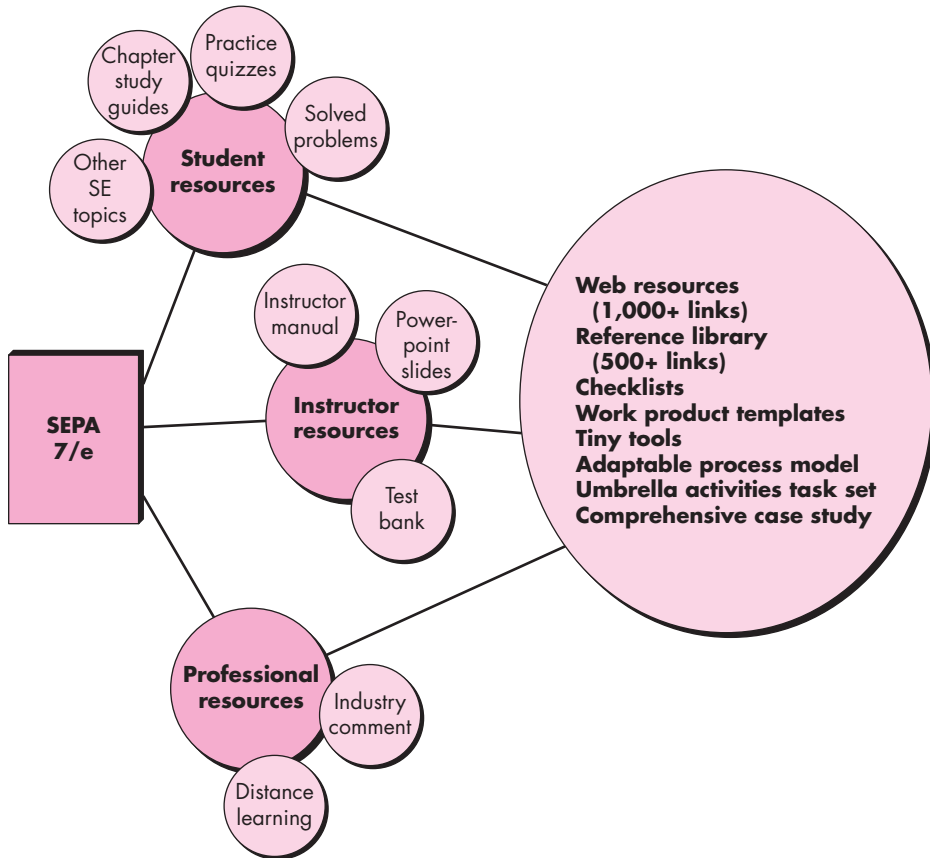 Practice
quizzes
Chapter
study
guides
Solved
problems
Other
SE
topics
Student
resources
Instructor
manual
Power-
point
slides
Instructor
resources
Test
bank
SEPA
7/e
Web resources
(1,000+ links)
Reference library
(500+ links)
Checklists
Work product templates
Tiny tools
Adaptable process model
Umbrella activities task set
Comprehensive case study
Professional
resources
Industry
comment
Distance
learning